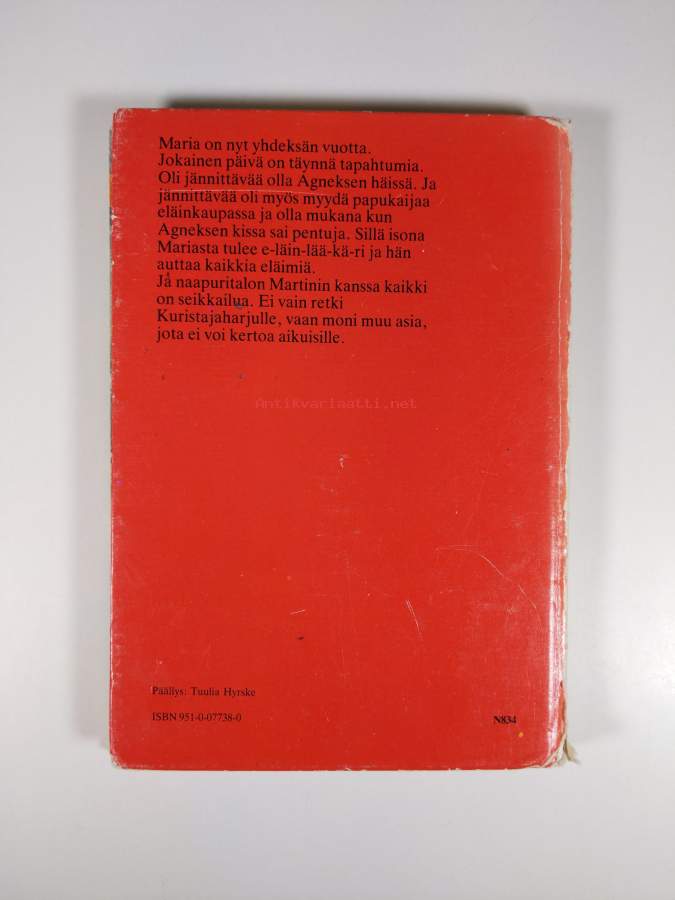 Maria on nyt yhdeksän vuotta.
Jokainen päivä on täynnä tapahtumia.
Oli jännittävää olla Agneksen häissä. Ja
jännittävää oli myös myydä papukaijaa
eläinkaupassa ja olla mukana kun
Agneksen kissa sai pentuja. Sillä isona
Mariasta tulee e-läin-lää-kä-ri ja hän
auttaa kaikkia eläimiä.
Ja naapuritalon Martinin kanssa kaikki
on seikkailua. Ei vain retki
Kuristajaharjulle, vaan moni muu asia,
jota ei voi kertoa aikuisille.
Antikvariaatti.net
Päällys: Tuulia Hyrske
ISBN 951-0-07738-0
N834